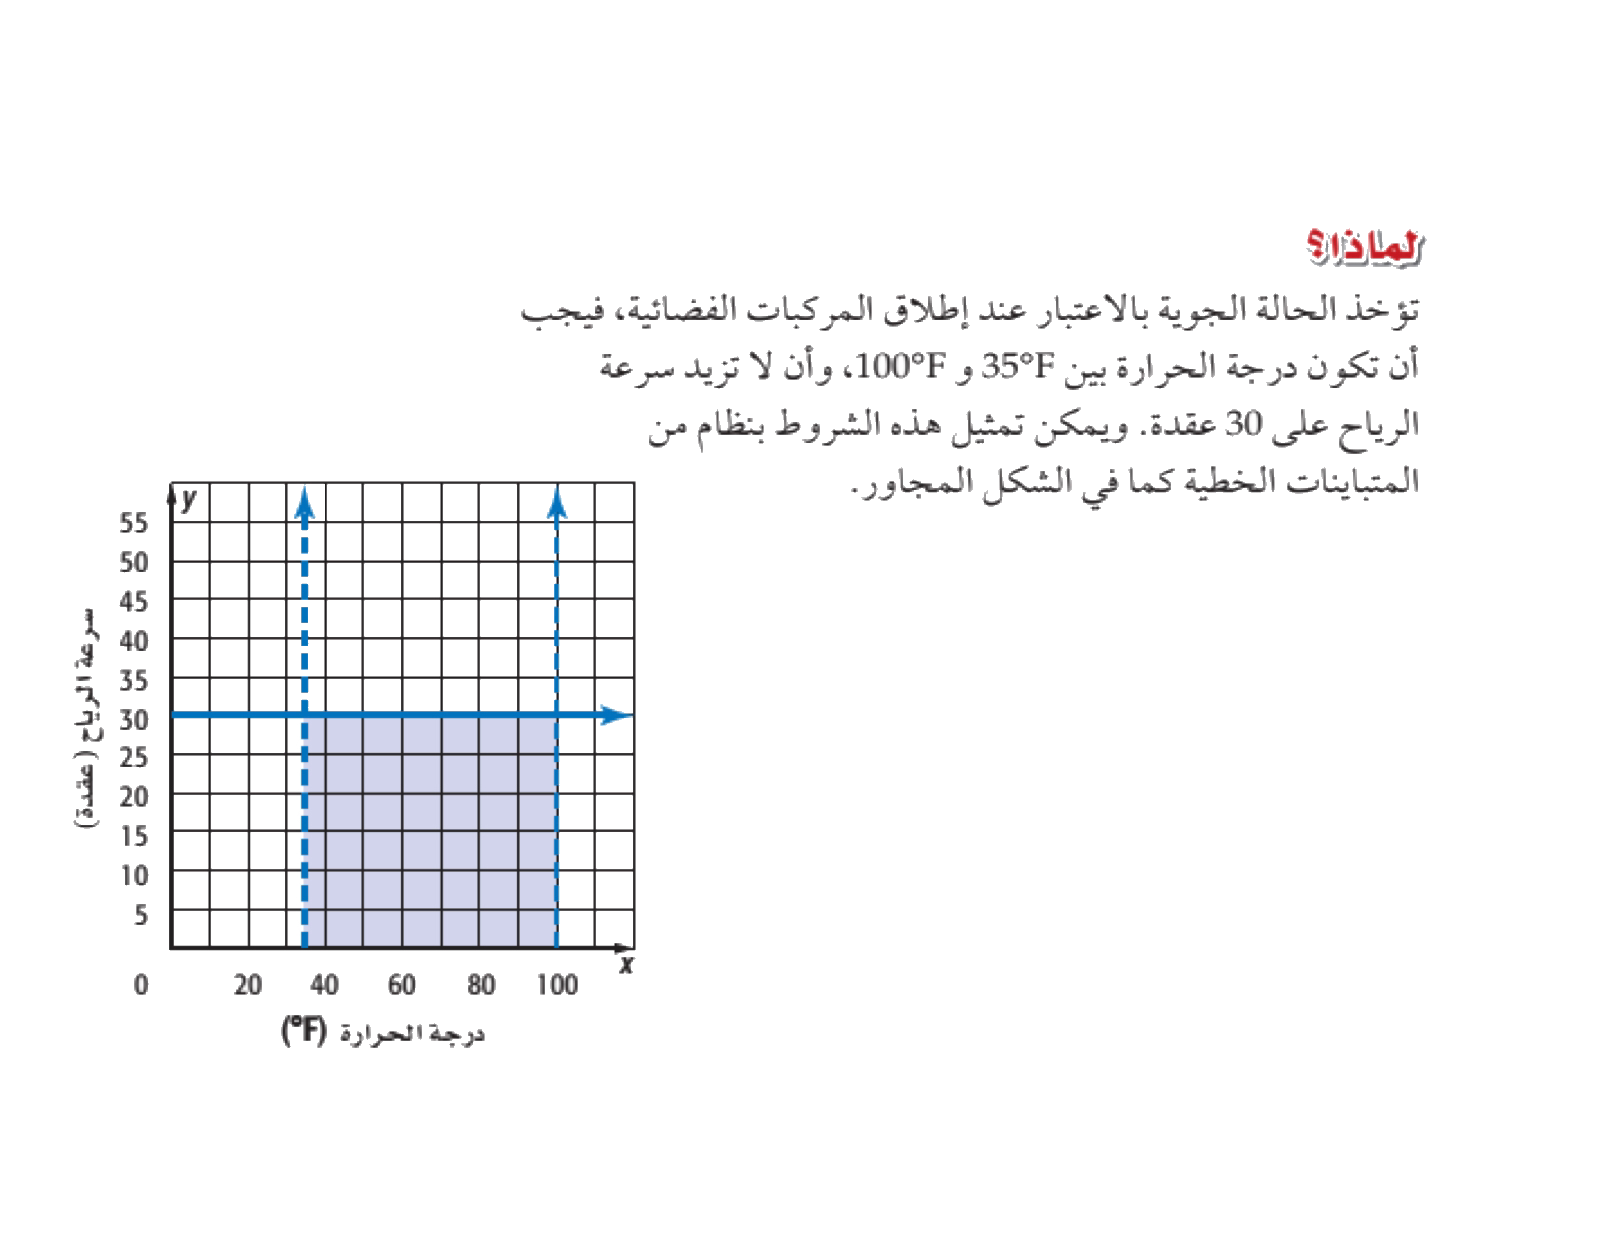 لماذا؟
تؤخذ الحالة الجوية بالاعتبار عند إطلاق المركبات الفضائية، فيجب
أن تكون درجة الحرارة بين 35°F و 100°F، وأن لا تزيد سرعة
الرياح على 30 عقدة. ويمكن تمثيل هذه الشروط بنظام من
المتباينات الخطية كما في الشكل المجاور.
y
55
50
45
40
35
30
25
20
15
10
5
سرعة الرياح (عقدة)
x
0 20 40 60 80 100
درجة الحرارة (°F)